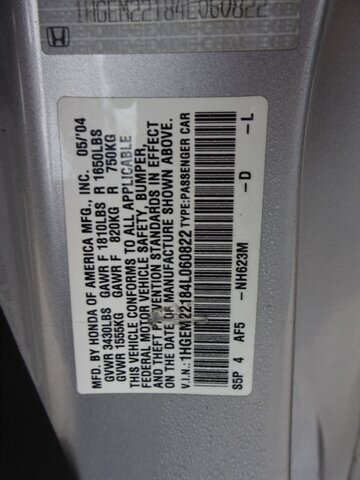 1HGEM22184L060822
MFD. BY HONDA OF AMERICA MFG., INC. 05/04
GVWR 3430LBS GAWR F 1810LBS R 1650LBS
GVWR 1555KG GAWR F 820KG R 750KG
THIS VEHICLE CONFORMS TO ALL APPLICABLE
FEDERAL MOTOR VEHICLE SAFETY, BUMPER,
AND THEFT PREVENTION STANDARDS IN EFFECT
ON THE DATE OF MANUFACTURE SHOWN ABOVE.
V.I.N.: 1HGEM22184L060822 TYPE:PASSENGER CAR
S5P 4 AF5 -NH623M -D -L